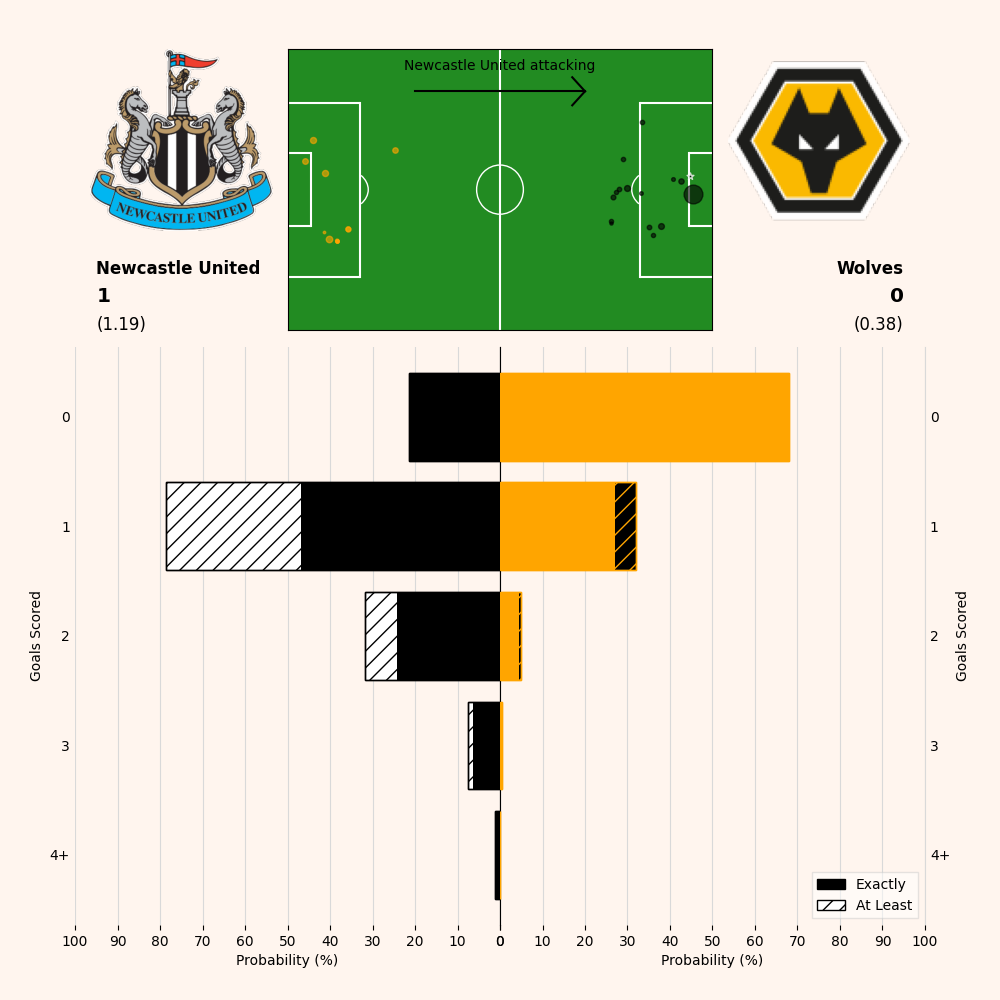 Newcastle United attacking
NEWCASTLE UNITED
Newcastle United
1
(1.19)
Wolves
0
(0.38)
0
1
2
3
4+
Goals Scored
0
1
2
3
4+
Goals Scored
Exactly
At Least
100 90 80 70 60 50 40 30 20 10 0
0 10 20 30 40 50 60 70 80 90 100
Probability (%)
Probability (%)